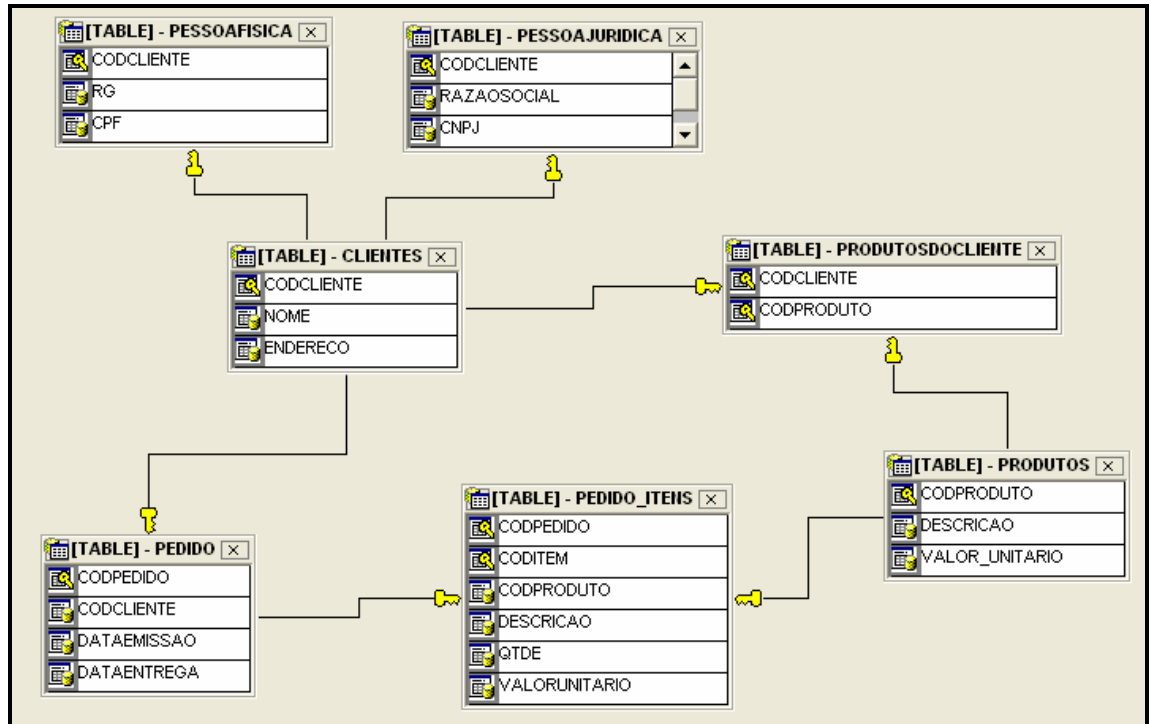 [TABLE] - PESSOAFISICA
CODCLIENTE
RG
CPF
[TABLE] - PESSOAJURIDICA
CODCLIENTE
RAZAOSOCIAL
CNPJ
[TABLE] - CLIENTES
CODCLIENTE
NOME
ENDERECO
[TABLE] - PRODUTOSDOCLIENTE
CODCLIENTE
CODPRODUTO
[TABLE] - PRODUTOS
CODPRODUTO
DESCRICAO
VALOR_UNITARIO
[TABLE] - PEDIDO_ITENS
CODPEDIDO
CODITEM
CODPRODUTO
DESCRICAO
QTDE
VALORUNITARIO
[TABLE] - PEDIDO
CODPEDIDO
CODCLIENTE
DATAEMISSAO
DATAENTREGA